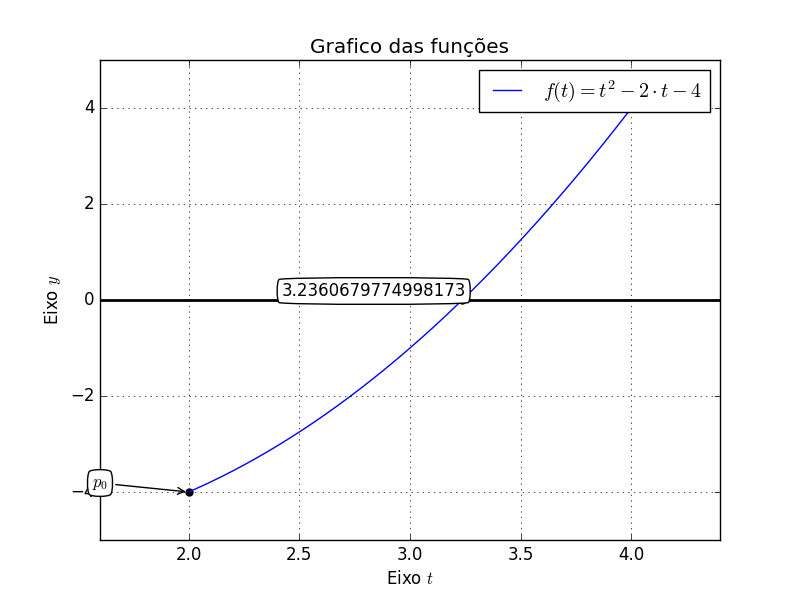 Grafico das funções
f(t) = t² − 2 · t − 4
4
2
0
−2
−4
Eixo y
3.2360679774998173
p₀
2.0 2.5 3.0 3.5 4.0
Eixo t